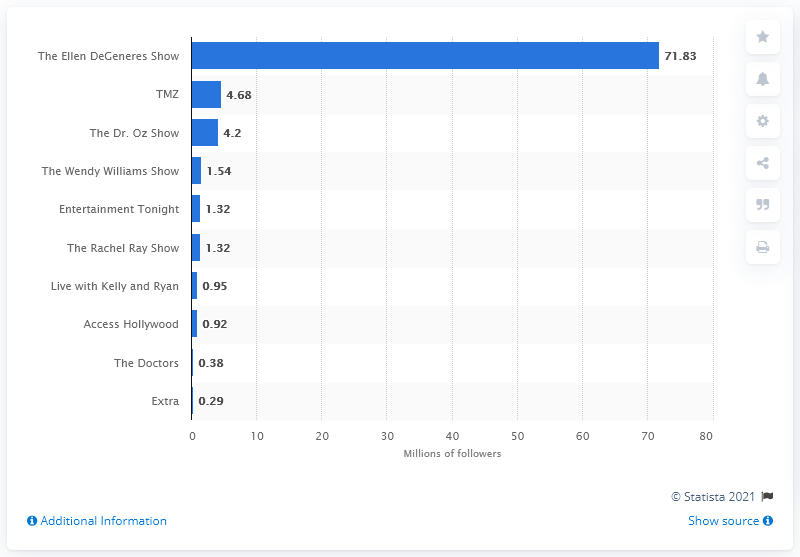 The Ellen DeGeneres Show 71.83
TMZ 4.68
The Dr. Oz Show 4.2
The Wendy Williams Show 1.54
Entertainment Tonight 1.32
The Rachel Ray Show 1.32
Live with Kelly and Ryan 0.95
Access Hollywood 0.92
The Doctors 0.38
Extra 0.29
0 10 20 30 40 50 60 70 80
Millions of followers
© Statista 2021
Additional Information Show source